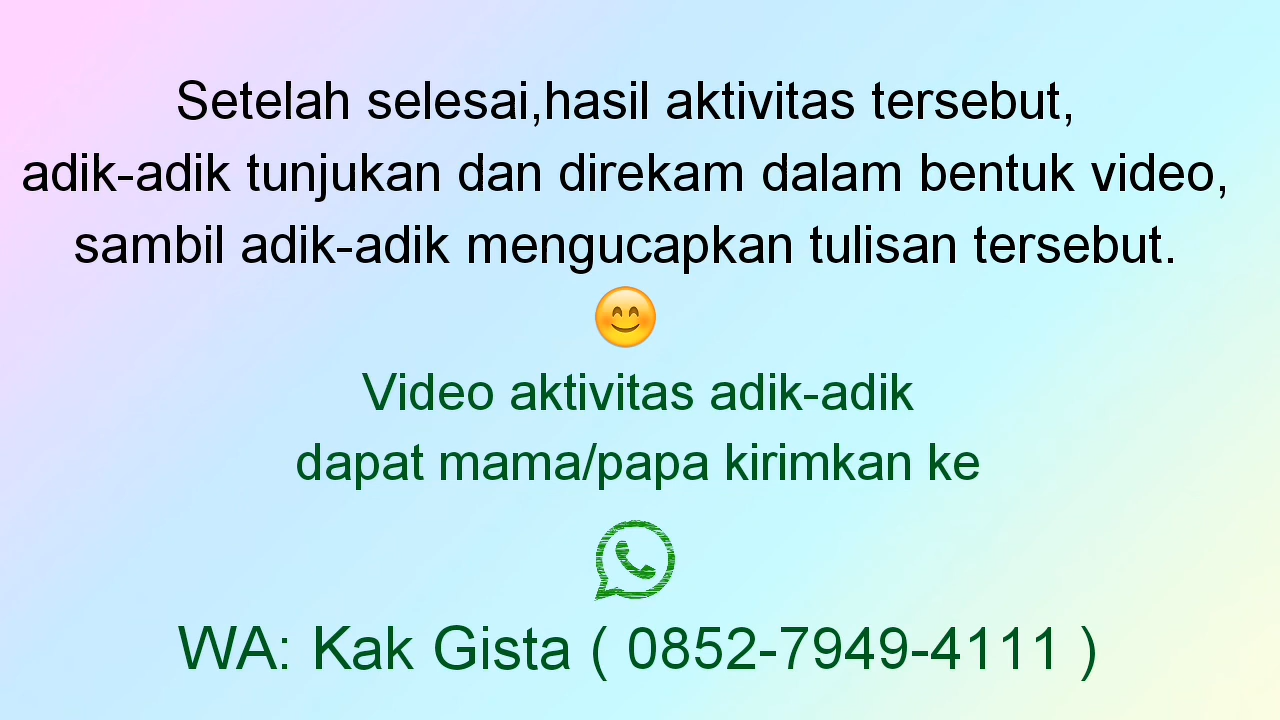 Setelah selesai,hasil aktivitas tersebut,
adik-adik tunjukan dan direkam dalam bentuk video,
sambil adik-adik mengucapkan tulisan tersebut.
😊
Video aktivitas adik-adik
dapat mama/papa kirimkan ke
WA: Kak Gista ( 0852-7949-4111 )